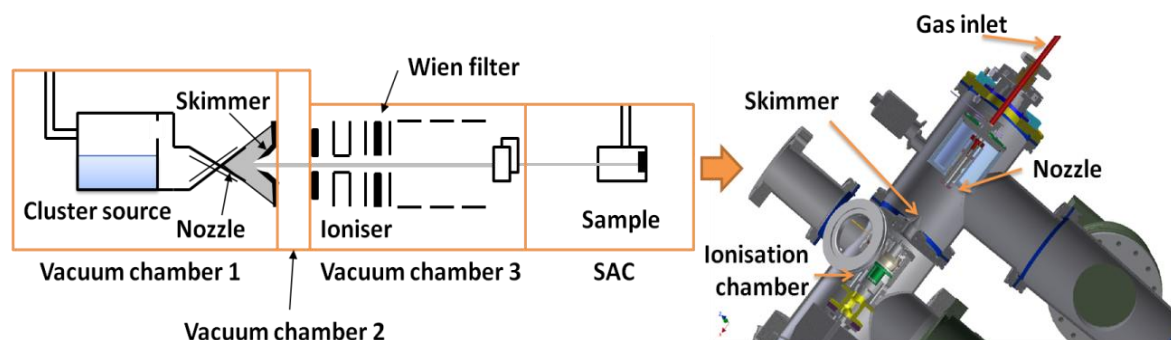 Wien filter
Skimmer
Cluster source
Nozzle
Ioniser
Sample
Vacuum chamber 1
Vacuum chamber 3
SAC
Vacuum chamber 2
Gas inlet
Skimmer
Nozzle
Ionisation
chamber